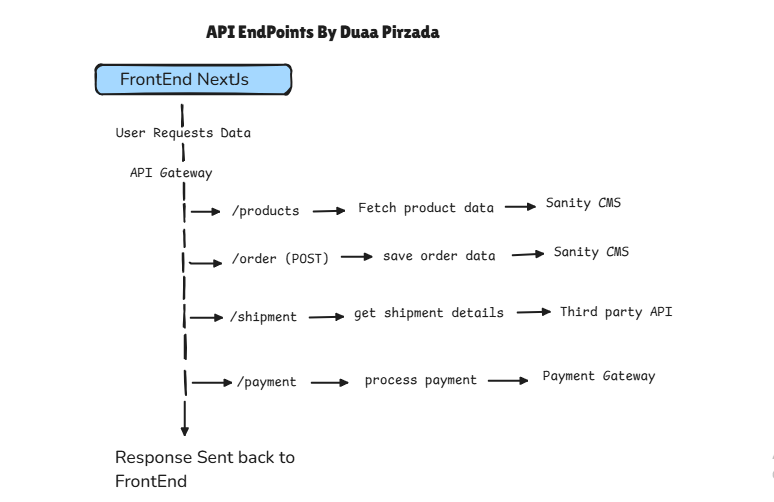 API EndPoints By Duaa Pirzada
FrontEnd NextJs
User Requests Data
API Gateway
/products Fetch product data Sanity CMS
/order (POST) save order data Sanity CMS
/shipment get shipment details Third party API
/payment process payment Payment Gateway
Response Sent back to
FrontEnd